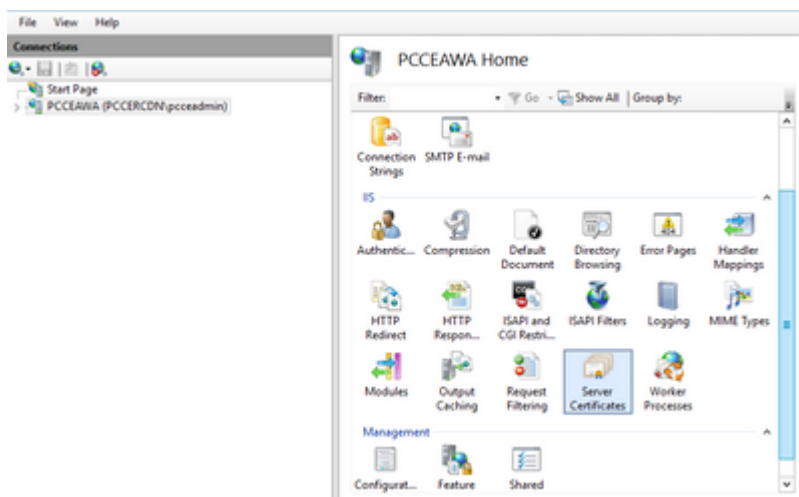 File View Help
Connections
Start Page
PCCEAWA (PCCERCDN\pcceadmin)
PCCEAWA Home
Filter: Go Show All Group by:
Connection Strings
SMTP E-mail
IIS
Authentic...
Compression
Default Document
Directory Browsing
Error Pages
Handler Mappings
HTTP Redirect
HTTP Respon...
ISAPI and CGI Restri...
ISAPI Filters
Logging
MIME Types
Modules
Output Caching
Request Filtering
Server Certificates
Worker Processes
Management
Configurat...
Feature
Shared